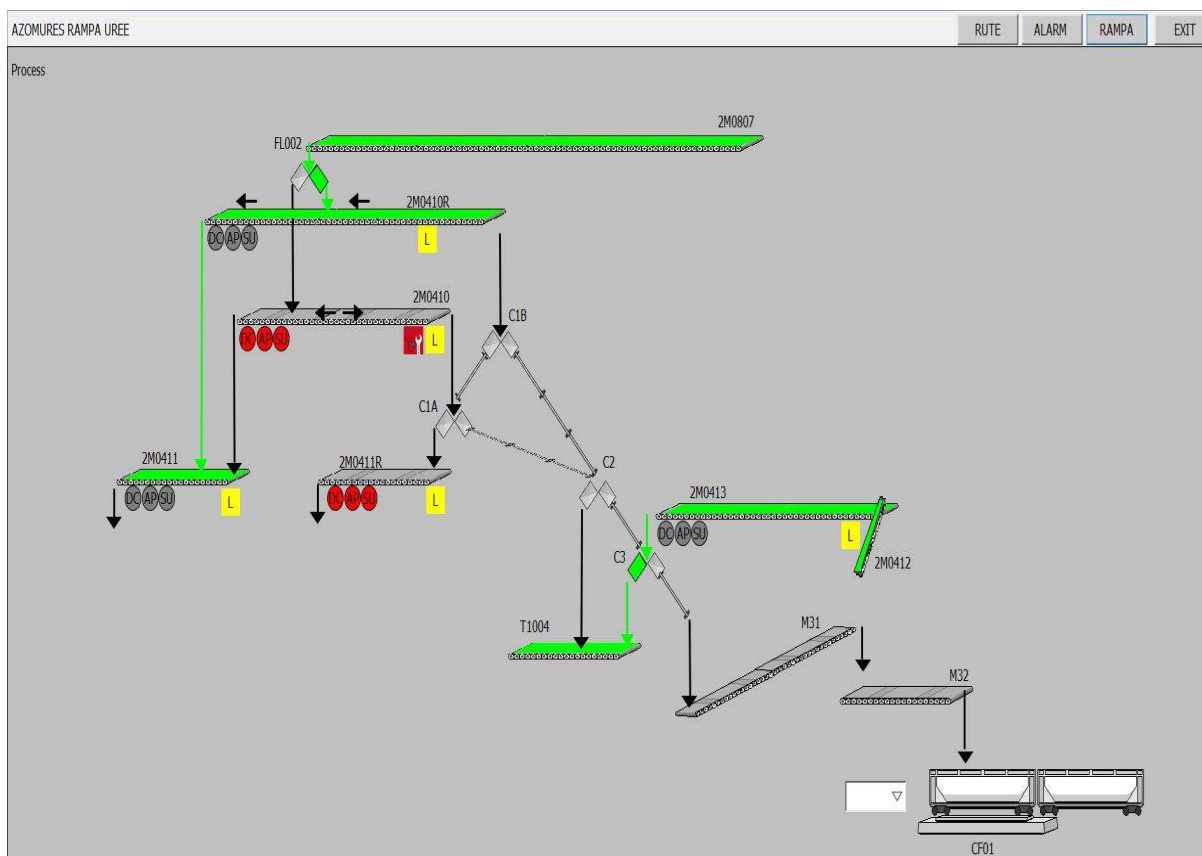 AZOMURES RAMPA UREE
RUTE
ALARM
RAMPA
EXIT
Process
2M0807
FL002
2M0410R
DC AP SU
L
2M0410
DC AP SU
L
C1B
C1A
2M0411
DC AP SU
L
2M0411R
DC AP SU
L
C2
2M0413
DC AP SU
L
2M0412
C3
T1004
M31
M32
CF01